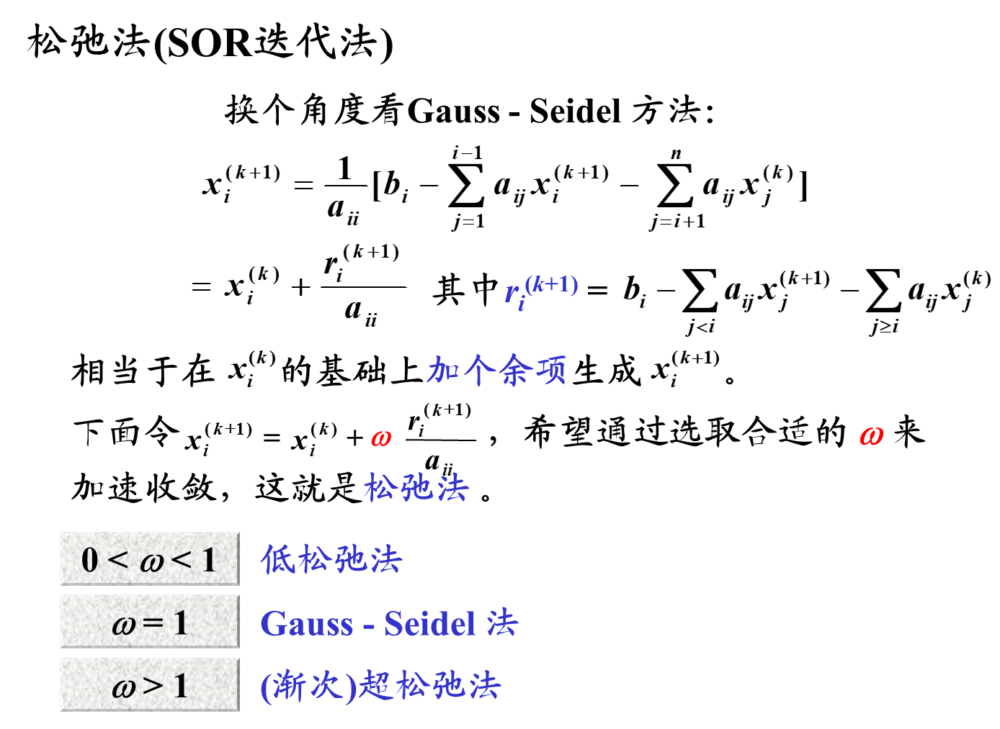 松弛法(SOR迭代法)
换个角度看Gauss - Seidel 方法:
x_i^{(k+1)} = \frac{1}{a_{ii}} [b_i − \sum_{j=1}^{i−1} a_{ij} x_i^{(k+1)} − \sum_{j=i+1}^{n} a_{ij} x_j^{(k)}]
= x_i^{(k)} + \frac{r_i^{(k+1)}}{a_{ii}} 其中 r_i^{(k+1)} = b_i − \sum_{j<i} a_{ij} x_j^{(k+1)} − \sum_{j≥i} a_{ij} x_j^{(k)}
相当于在 x_i^{(k)} 的基础上加个余项生成 x_i^{(k+1)} 。
下面令 x_i^{(k+1)} = x_i^{(k)} + ω \frac{r_i^{(k+1)}}{a_{ii}} ，希望通过选取合适的 ω 来
加速收敛，这就是松弛法 。
0 < ω < 1 低松弛法
ω = 1 Gauss - Seidel 法
ω > 1 (渐次)超松弛法